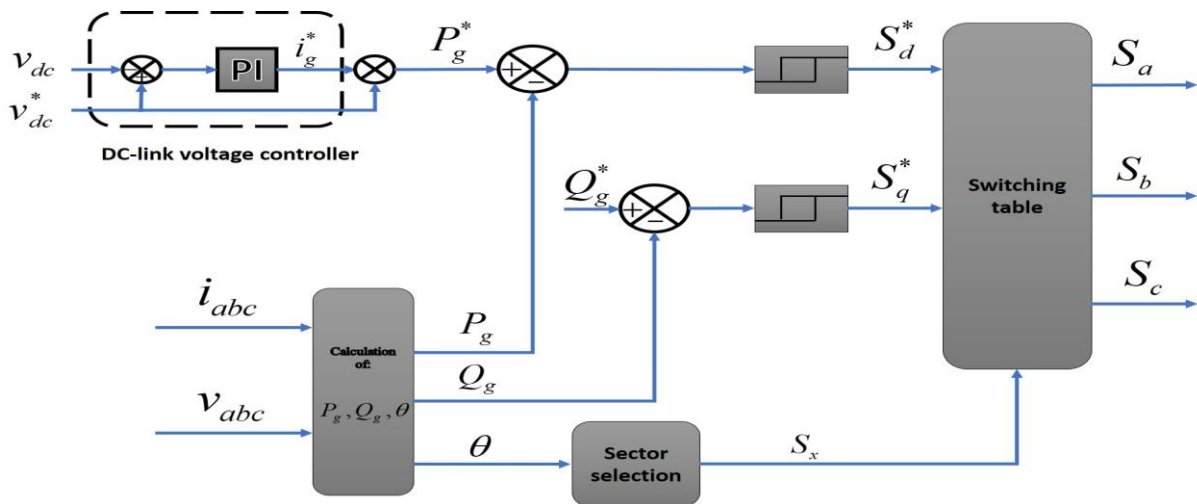 v_dc
v*_dc
PI
i*_g
DC-link voltage controller
P*_g
+
−
S*_d
Q*_g
+
−
S*_q
Switching
table
S_a
S_b
S_c
i_abc
v_abc
Calculation
of:
P_g , Q_g , θ
P_g
Q_g
θ
Sector
selection
S_x